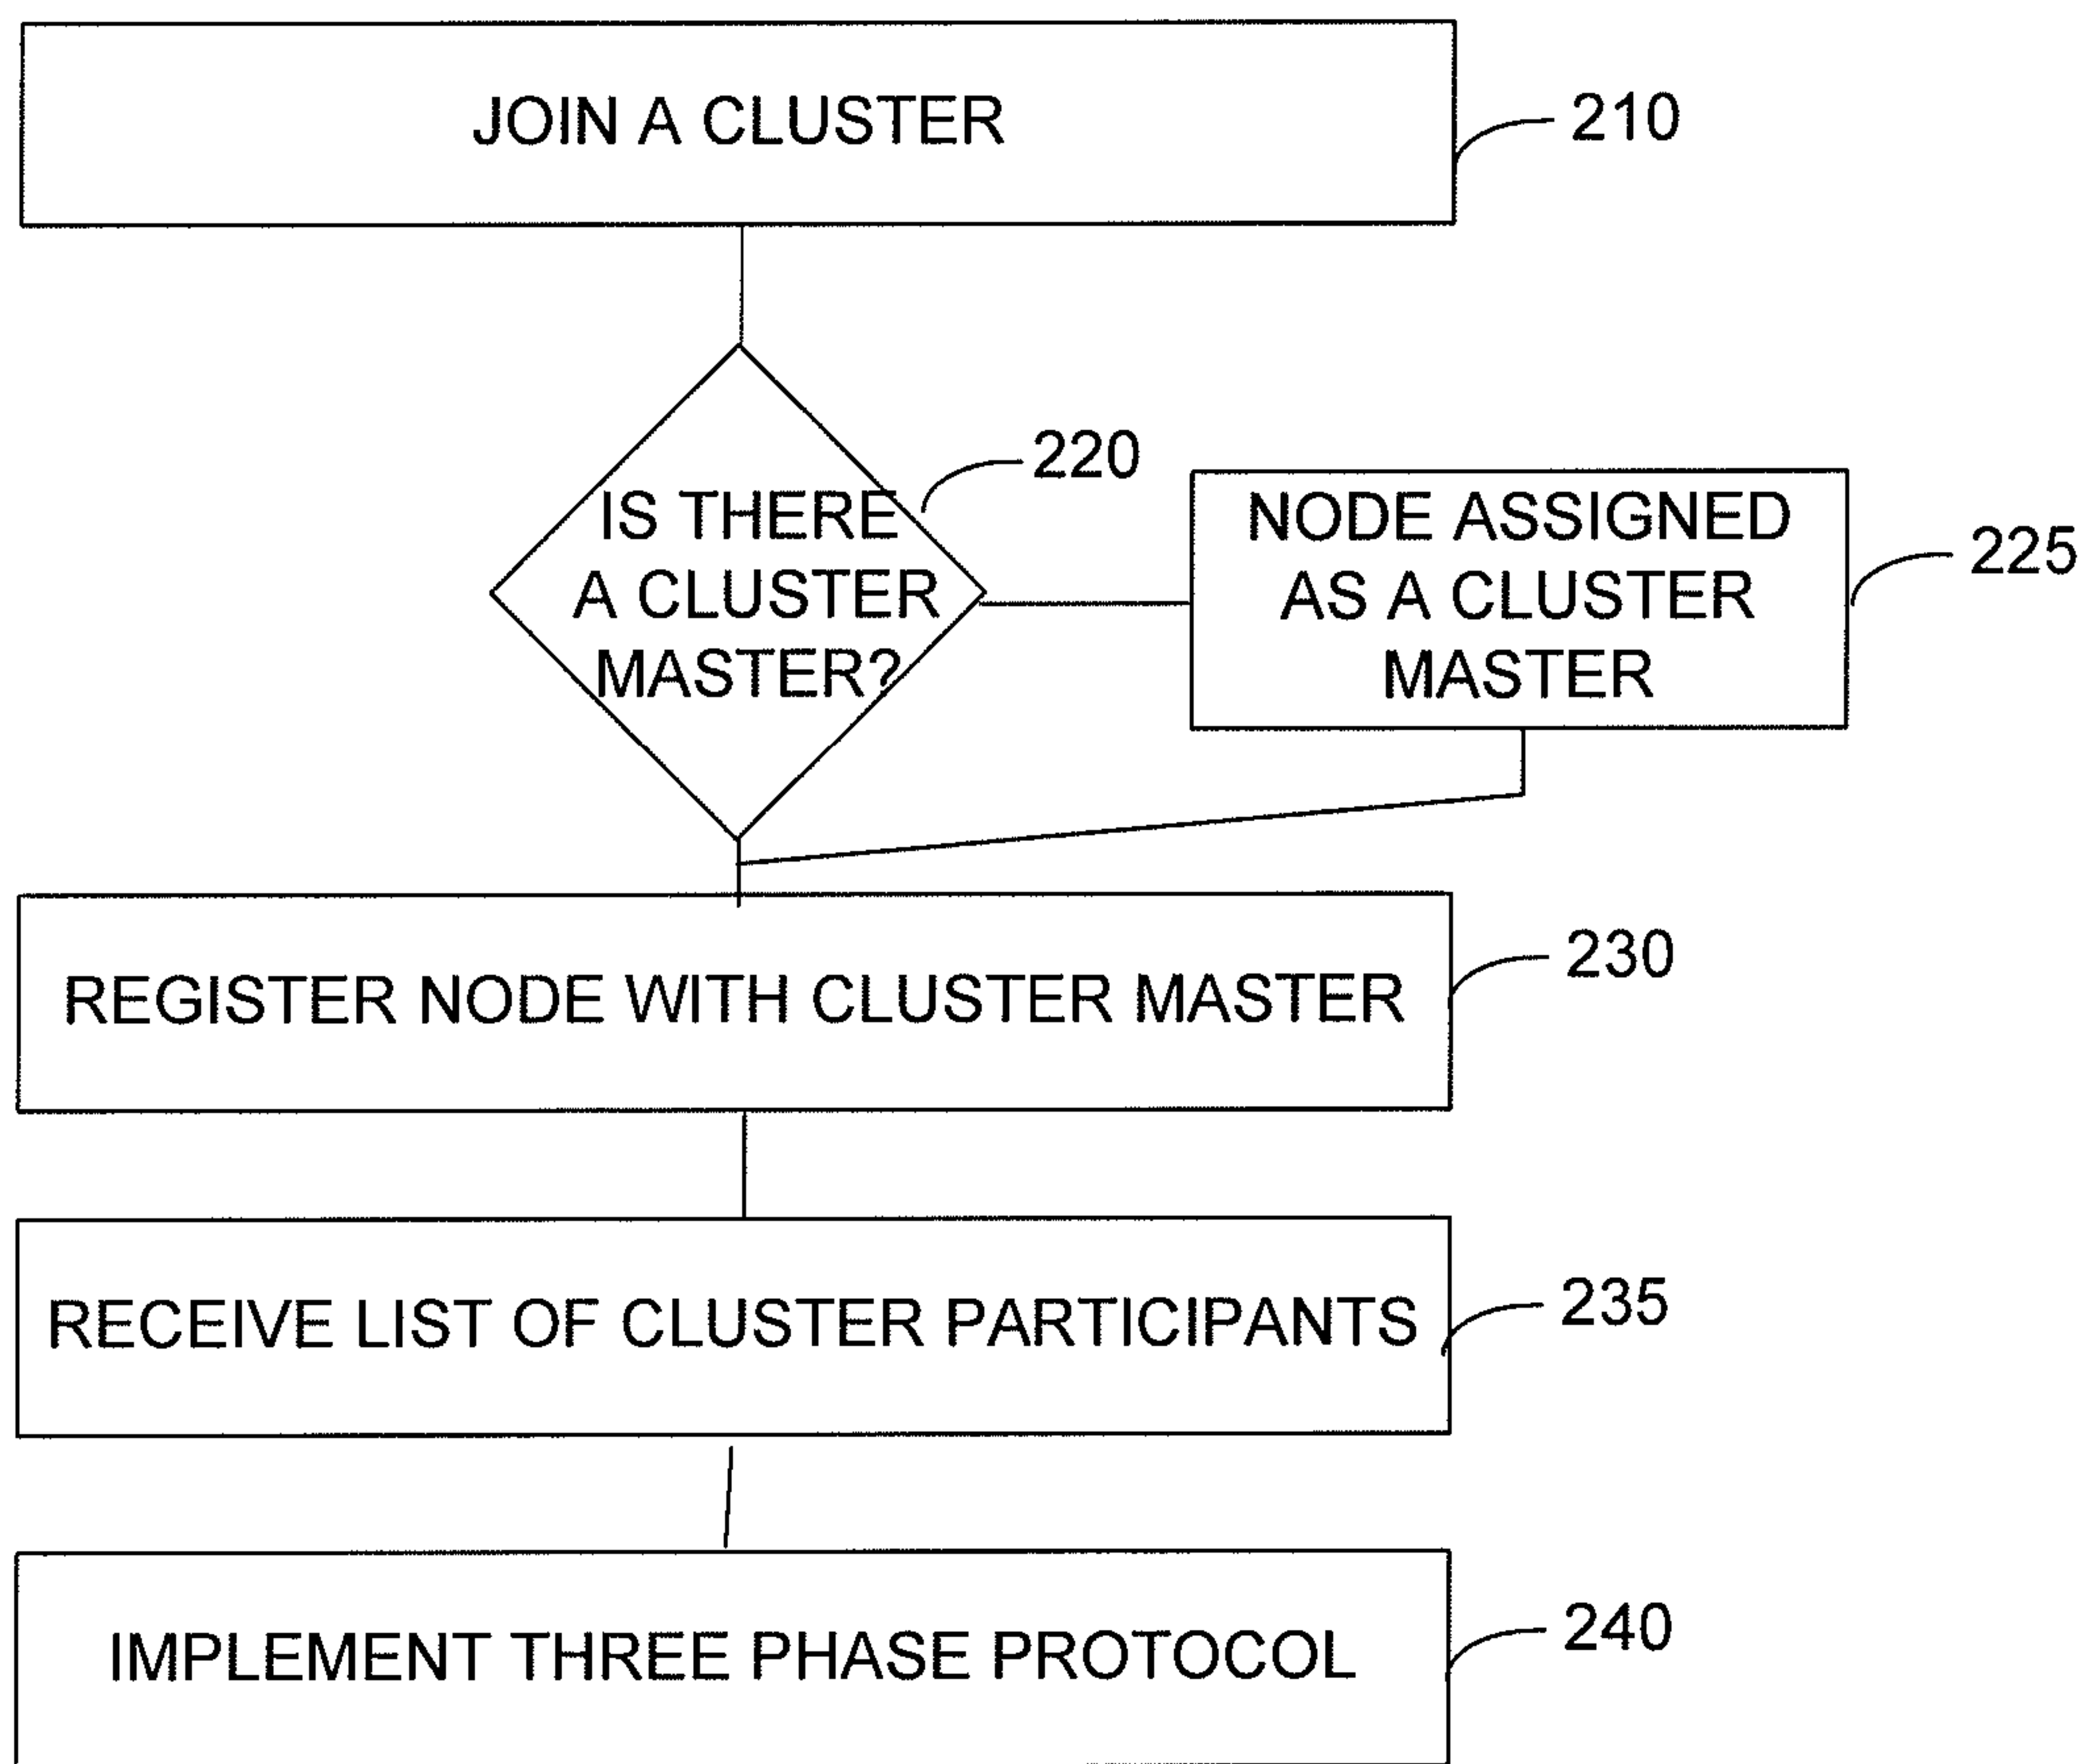 JOIN A CLUSTER
210
220
IS THERE
A CLUSTER
MASTER?
NODE ASSIGNED
AS A CLUSTER
MASTER
225
REGISTER NODE WITH CLUSTER MASTER
230
RECEIVE LIST OF CLUSTER PARTICIPANTS
235
IMPLEMENT THREE PHASE PROTOCOL
240